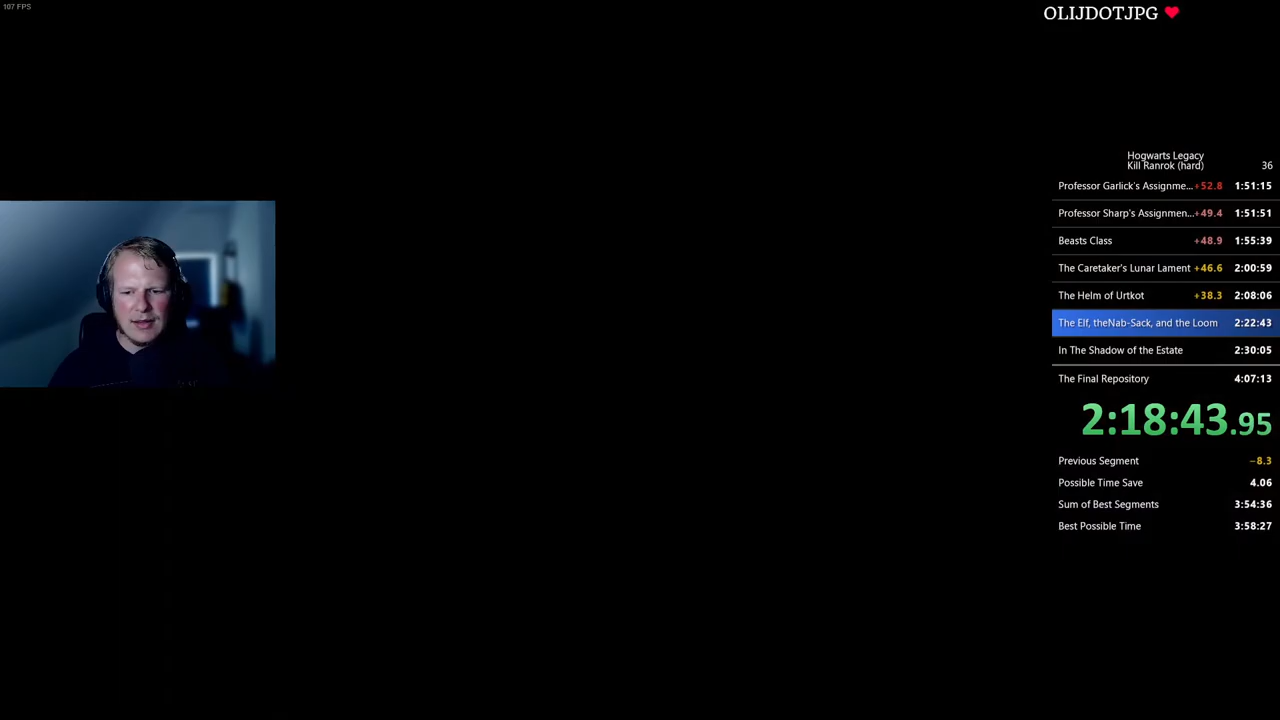 107 FPS
OLIJDOTJPG ❤
Hogwarts Legacy
Kill Ranrok (hard) 36
Professor Garlick's Assignme... +52.8 1:51:15
Professor Sharp's Assignmen... +49.4 1:51:51
Beasts Class +48.9 1:55:39
The Caretaker's Lunar Lament +46.6 2:00:59
The Helm of Urtkot +38.3 2:08:06
The Elf, theNab-Sack, and the Loom 2:22:43
In The Shadow of the Estate 2:30:05
The Final Repository 4:07:13
2:18:43.95
Previous Segment −8.3
Possible Time Save 4.06
Sum of Best Segments 3:54:36
Best Possible Time 3:58:27